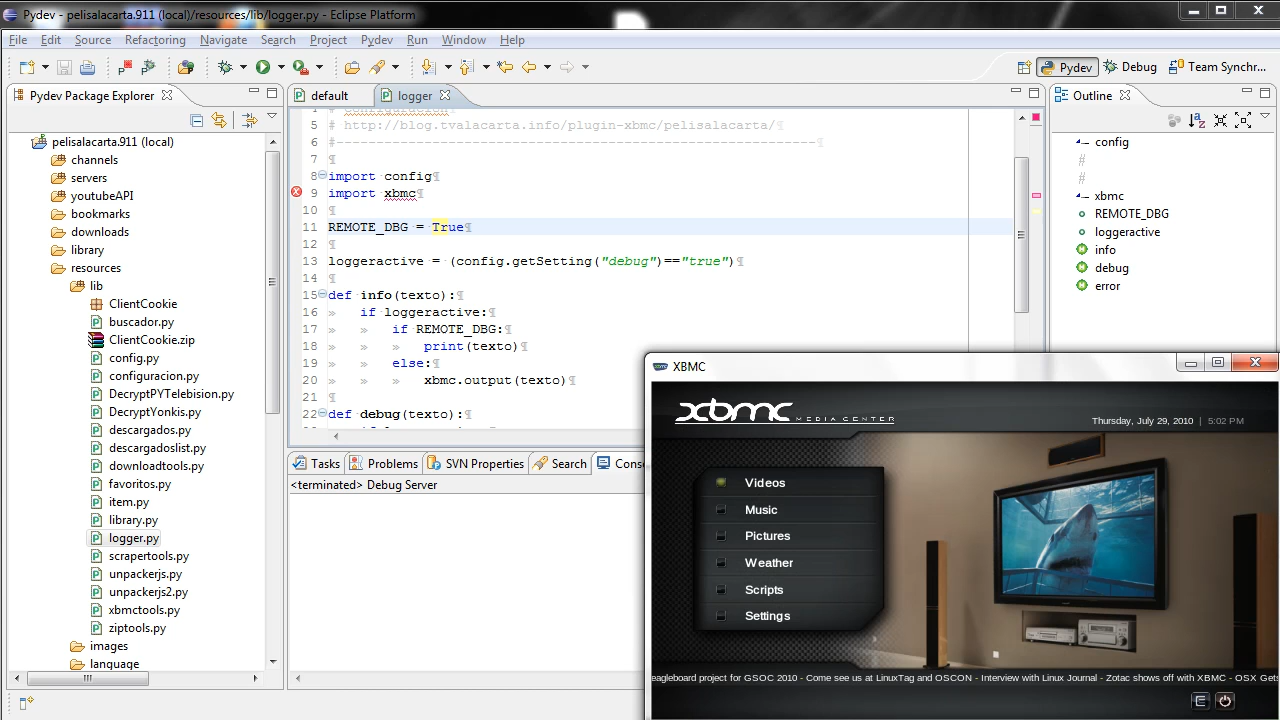 Pydev - pelisalacarta.911 (local)/resources/lib/logger.py - Eclipse Platform
File Edit Source Refactoring Navigate Search Project Pydev Run Window Help
Pydev Debug Team Synchr...
Pydev Package Explorer
pelisalacarta.911 (local)
channels
servers
youtubeAPI
bookmarks
downloads
library
resources
lib
ClientCookie
buscador.py
ClientCookie.zip
config.py
configuracion.py
DecryptPYTelebision.py
DecryptYonkis.py
descargados.py
descargadoslist.py
downloadtools.py
favoritos.py
item.py
library.py
logger.py
scrapertools.py
unpackerjs.py
unpackerjs2.py
xbmctools.py
ziptools.py
images
language
default logger
5 # http://blog.tvalacarta.info/plugin-xbmc/pelisalacarta/¶
6 #------------------------------------------------------------¶
7 ¶
8 import config¶
9 import xbmc¶
10 ¶
11 REMOTE_DBG = True¶
12 ¶
13 loggeractive = (config.getSetting("debug")=="true")¶
14 ¶
15 def info(texto):¶
16 » if loggeractive:¶
17 » » if REMOTE_DBG:¶
18 » » » print(texto)¶
19 » » else:¶
20 » » » xbmc.output(texto)¶
21 ¶
22 def debug(texto):¶
Outline
config
#
#
xbmc
REMOTE_DBG
loggeractive
info
debug
error
Tasks Problems SVN Properties Search Cons
<terminated> Debug Server
XBMC
xbmc MEDIA CENTER
Thursday, July 29, 2010 | 5:02 PM
Videos
Music
Pictures
Weather
Scripts
Settings
eagleboard project for GSOC 2010 - Come see us at LinuxTag and OSCON - Interview with Linux Journal - Zotac shows off with XBMC - OSX Gets